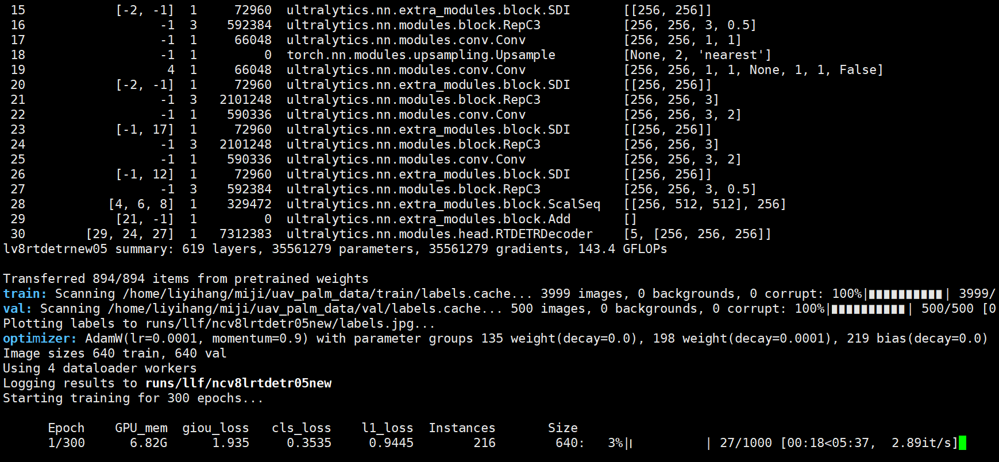 15 [-2, -1] 1 72960 ultralytics.nn.extra_modules.block.SDI [[256, 256]]
16 -1 3 592384 ultralytics.nn.modules.block.RepC3 [256, 256, 3, 0.5]
17 -1 1 66048 ultralytics.nn.modules.conv.Conv [256, 256, 1, 1]
18 -1 1 0 torch.nn.modules.upsampling.Upsample [None, 2, 'nearest']
19 4 1 66048 ultralytics.nn.modules.conv.Conv [256, 256, 1, 1, None, 1, 1, False]
20 [-2, -1] 1 72960 ultralytics.nn.extra_modules.block.SDI [[256, 256]]
21 -1 3 2101248 ultralytics.nn.modules.block.RepC3 [256, 256, 3]
22 -1 1 590336 ultralytics.nn.modules.conv.Conv [256, 256, 3, 2]
23 [-1, 17] 1 72960 ultralytics.nn.extra_modules.block.SDI [[256, 256]]
24 -1 3 2101248 ultralytics.nn.modules.block.RepC3 [256, 256, 3]
25 -1 1 590336 ultralytics.nn.modules.conv.Conv [256, 256, 3, 2]
26 [-1, 12] 1 72960 ultralytics.nn.extra_modules.block.SDI [[256, 256]]
27 -1 3 592384 ultralytics.nn.modules.block.RepC3 [256, 256, 3, 0.5]
28 [4, 6, 8] 1 329472 ultralytics.nn.extra_modules.block.ScalSeq [[256, 512, 512], 256]
29 [21, -1] 1 0 ultralytics.nn.extra_modules.block.Add []
30 [29, 24, 27] 1 7312383 ultralytics.nn.modules.head.RTDETRDecoder [5, [256, 256, 256]]
lv8rtdetrnew05 summary: 619 layers, 35561279 parameters, 35561279 gradients, 143.4 GFLOPs
Transferred 894/894 items from pretrained weights
train: Scanning /home/liyihang/miji/uav_palm_data/train/labels.cache... 3999 images, 0 backgrounds, 0 corrupt: 100%|██████████| 3999/
val: Scanning /home/liyihang/miji/uav_palm_data/val/labels.cache... 500 images, 0 backgrounds, 0 corrupt: 100%|██████████| 500/500 [0
Plotting labels to runs/llf/ncv8lrtdetr05new/labels.jpg...
optimizer: AdamW(lr=0.0001, momentum=0.9) with parameter groups 135 weight(decay=0.0), 198 weight(decay=0.0001), 219 bias(decay=0.0)
Image sizes 640 train, 640 val
Using 4 dataloader workers
Logging results to runs/llf/ncv8lrtdetr05new
Starting training for 300 epochs...
Epoch GPU_mem giou_loss cls_loss l1_loss Instances Size
1/300 6.82G 1.935 0.3535 0.9445 216 640: 3%|▎ | 27/1000 [00:18<05:37, 2.89it/s]